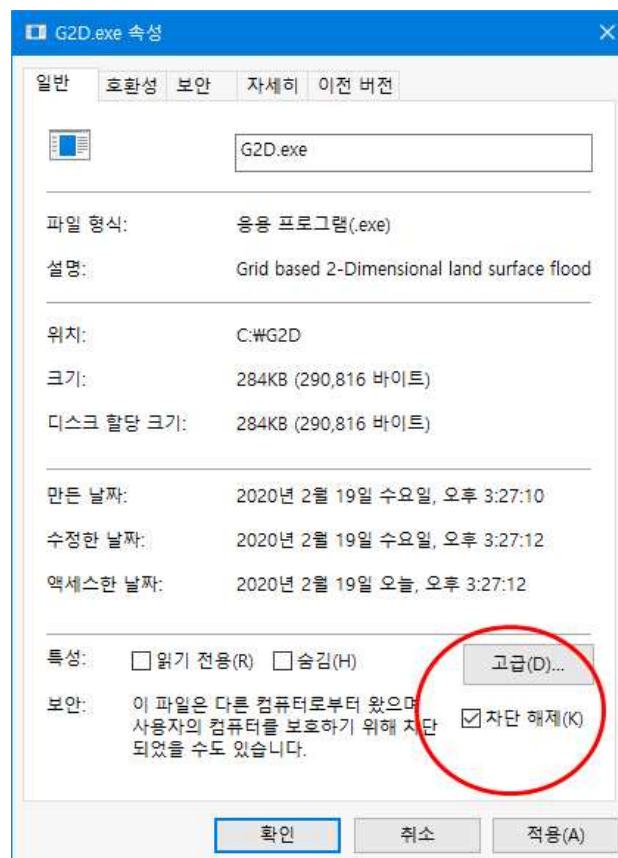 G2D.exe 속성
일반 호환성 보안 자세히 이전 버전
G2D.exe
파일 형식: 응용 프로그램(.exe)
설명: Grid based 2-Dimensional land surface flood
위치: C:₩G2D
크기: 284KB (290,816 바이트)
디스크 할당 크기: 284KB (290,816 바이트)
만든 날짜: 2020년 2월 19일 수요일, 오후 3:27:10
수정한 날짜: 2020년 2월 19일 수요일, 오후 3:27:12
액세스한 날짜: 2020년 2월 19일 오늘, 오후 3:27:12
특성: 읽기 전용(R) 숨김(H) 고급(D)...
보안: 이 파일은 다른 컴퓨터로부터 왔으며
사용자의 컴퓨터를 보호하기 위해 차단 차단 해제(K)
되었을 수도 있습니다.
확인 취소 적용(A)